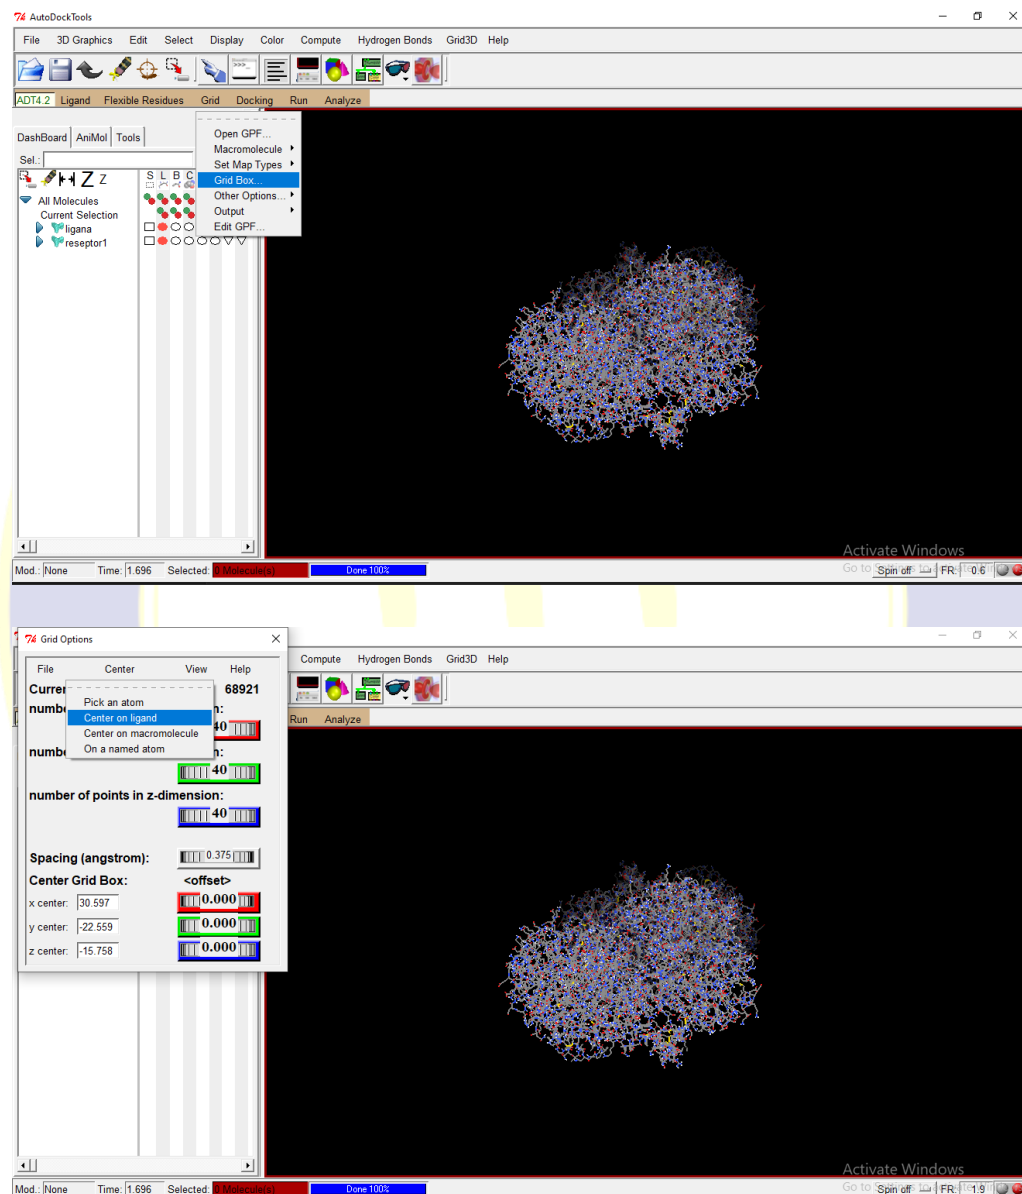 AutoDockTools
File 3D Graphics Edit Select Display Color Compute Hydrogen Bonds Grid3D Help
ADT4.2 Ligand Flexible Residues Grid Docking Run Analyze
Open GPF...
DashBoard AniMol Tools
Macromolecule
Sel.:
Set Map Types
S L B C
Grid Box...
All Molecules
Other Options...
Current Selection
Output
ligana
Edit GPF...
reseptor1
Activate Windows
Mod.: None Time: 1.696 Selected: 0 Molecule(s) Done 100% Spin off FR: 0.6
Grid Options
File Center View Help
Compute Hydrogen Bonds Grid3D Help
68921
Pick an atom
Center on ligand
Center on macromolecule
On a named atom
Run Analyze
40
40
number of points in z-dimension:
40
Spacing (angstrom): 0.375
Center Grid Box: <offset>
x center: 30.597 0.000
y center: -22.559 0.000
z center: -15.758 0.000
Activate Windows
Mod.: None Time: 1.696 Selected: 0 Molecule(s) Done 100% Spin off FR: 1.9